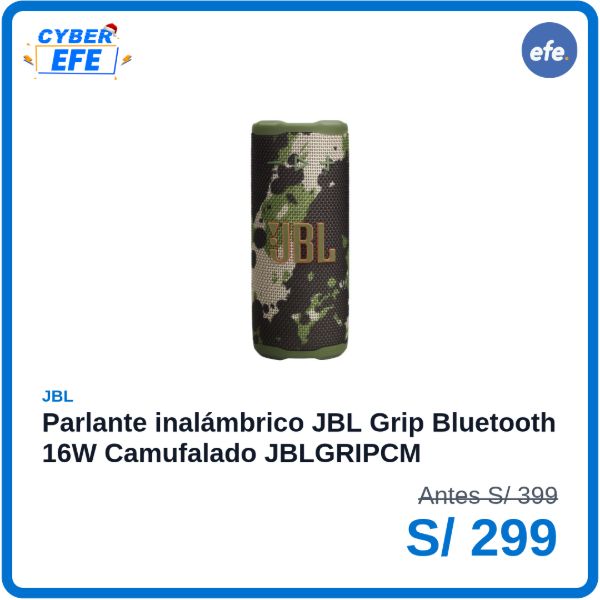 CYBER
EFE
efe.
JBL
JBL
Parlante inalámbrico JBL Grip Bluetooth
16W Camufalado JBLGRIPCM
Antes S/ 399
S/ 299